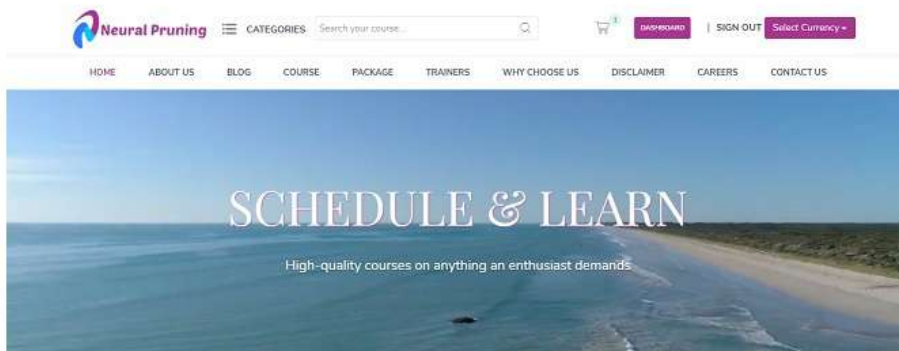 Neural Pruning
CATEGORIES
Search your course...
1
DASHBOARD
| SIGN OUT
Select Currency
HOME ABOUT US BLOG COURSE PACKAGE TRAINERS WHY CHOOSE US DISCLAIMER CAREERS CONTACT US
SCHEDULE & LEARN
High-quality courses on anything an enthusiast demands